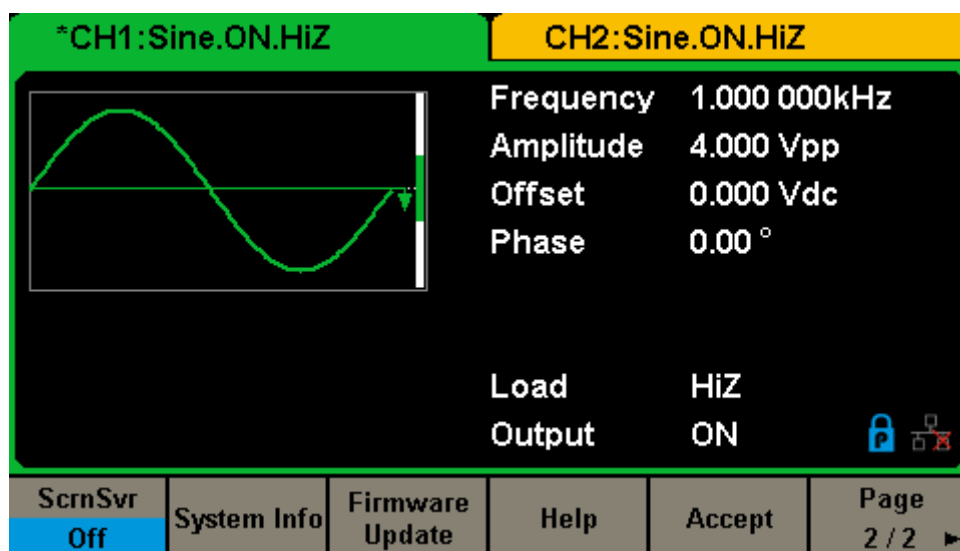 *CH1:Sine.ON.HiZ
CH2:Sine.ON.HiZ
Frequency 1.000 000kHz
Amplitude 4.000 Vpp
Offset 0.000 Vdc
Phase 0.00 °
Load HiZ
Output ON
P
ScrnSvr
Off
System Info
Firmware
Update
Help
Accept
Page
2 / 2 ►